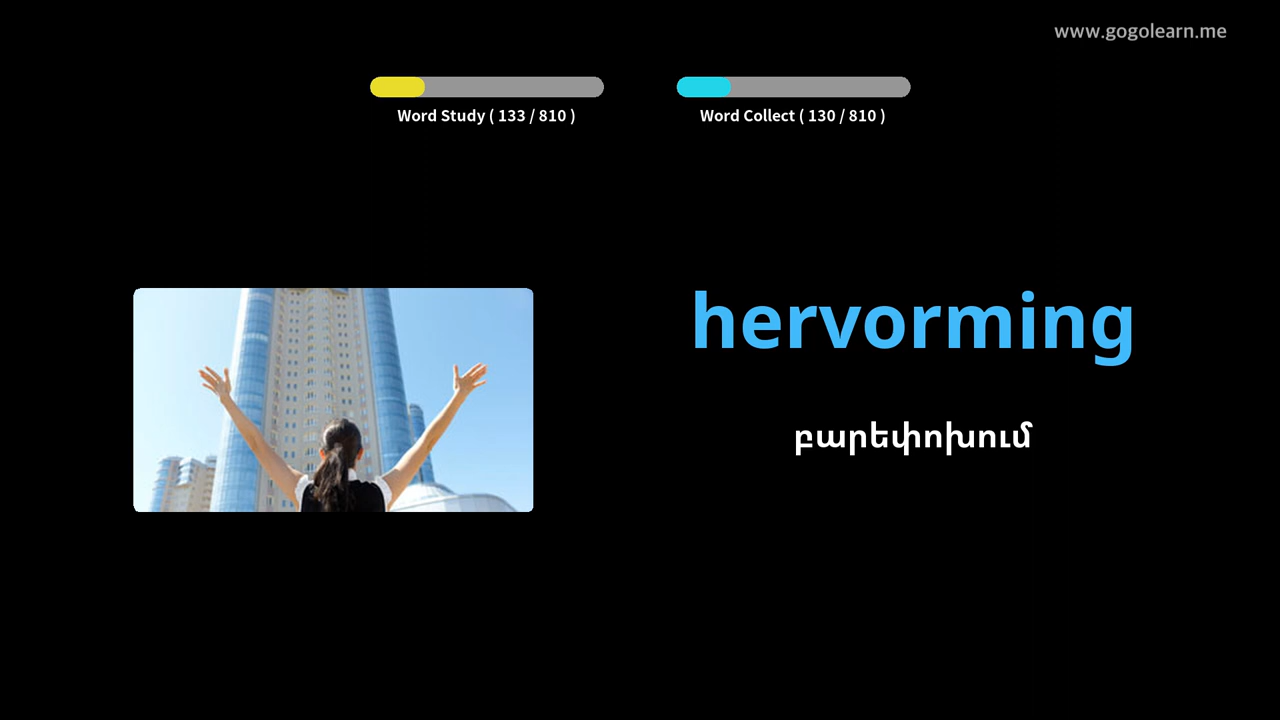 www.gogolearn.me
Word Study ( 133 / 810 )
Word Collect ( 130 / 810 )
hervorming
բարեփոխում